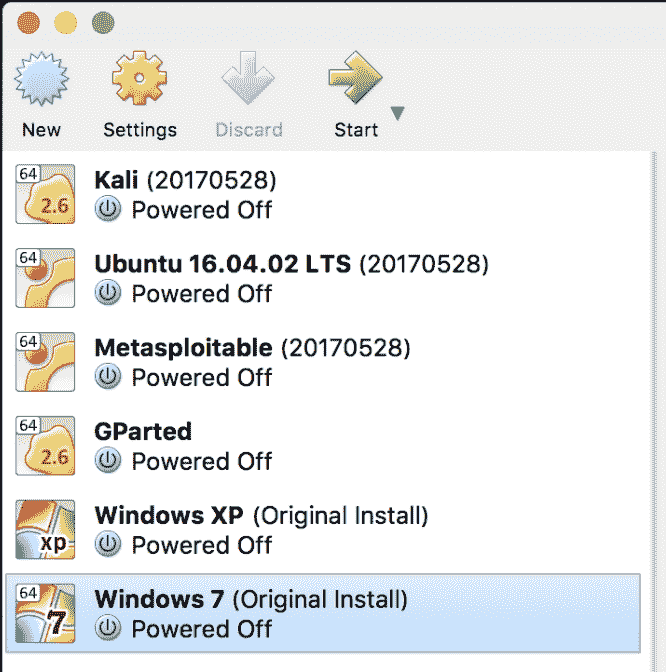 New Settings Discard Start
64
Kali (20170528)
2.6
Powered Off
64
Ubuntu 16.04.02 LTS (20170528)
Powered Off
64
Metasploitable (20170528)
Powered Off
64
GParted
2.6
Powered Off
Windows XP (Original Install)
xp
Powered Off
64
Windows 7 (Original Install)
7
Powered Off